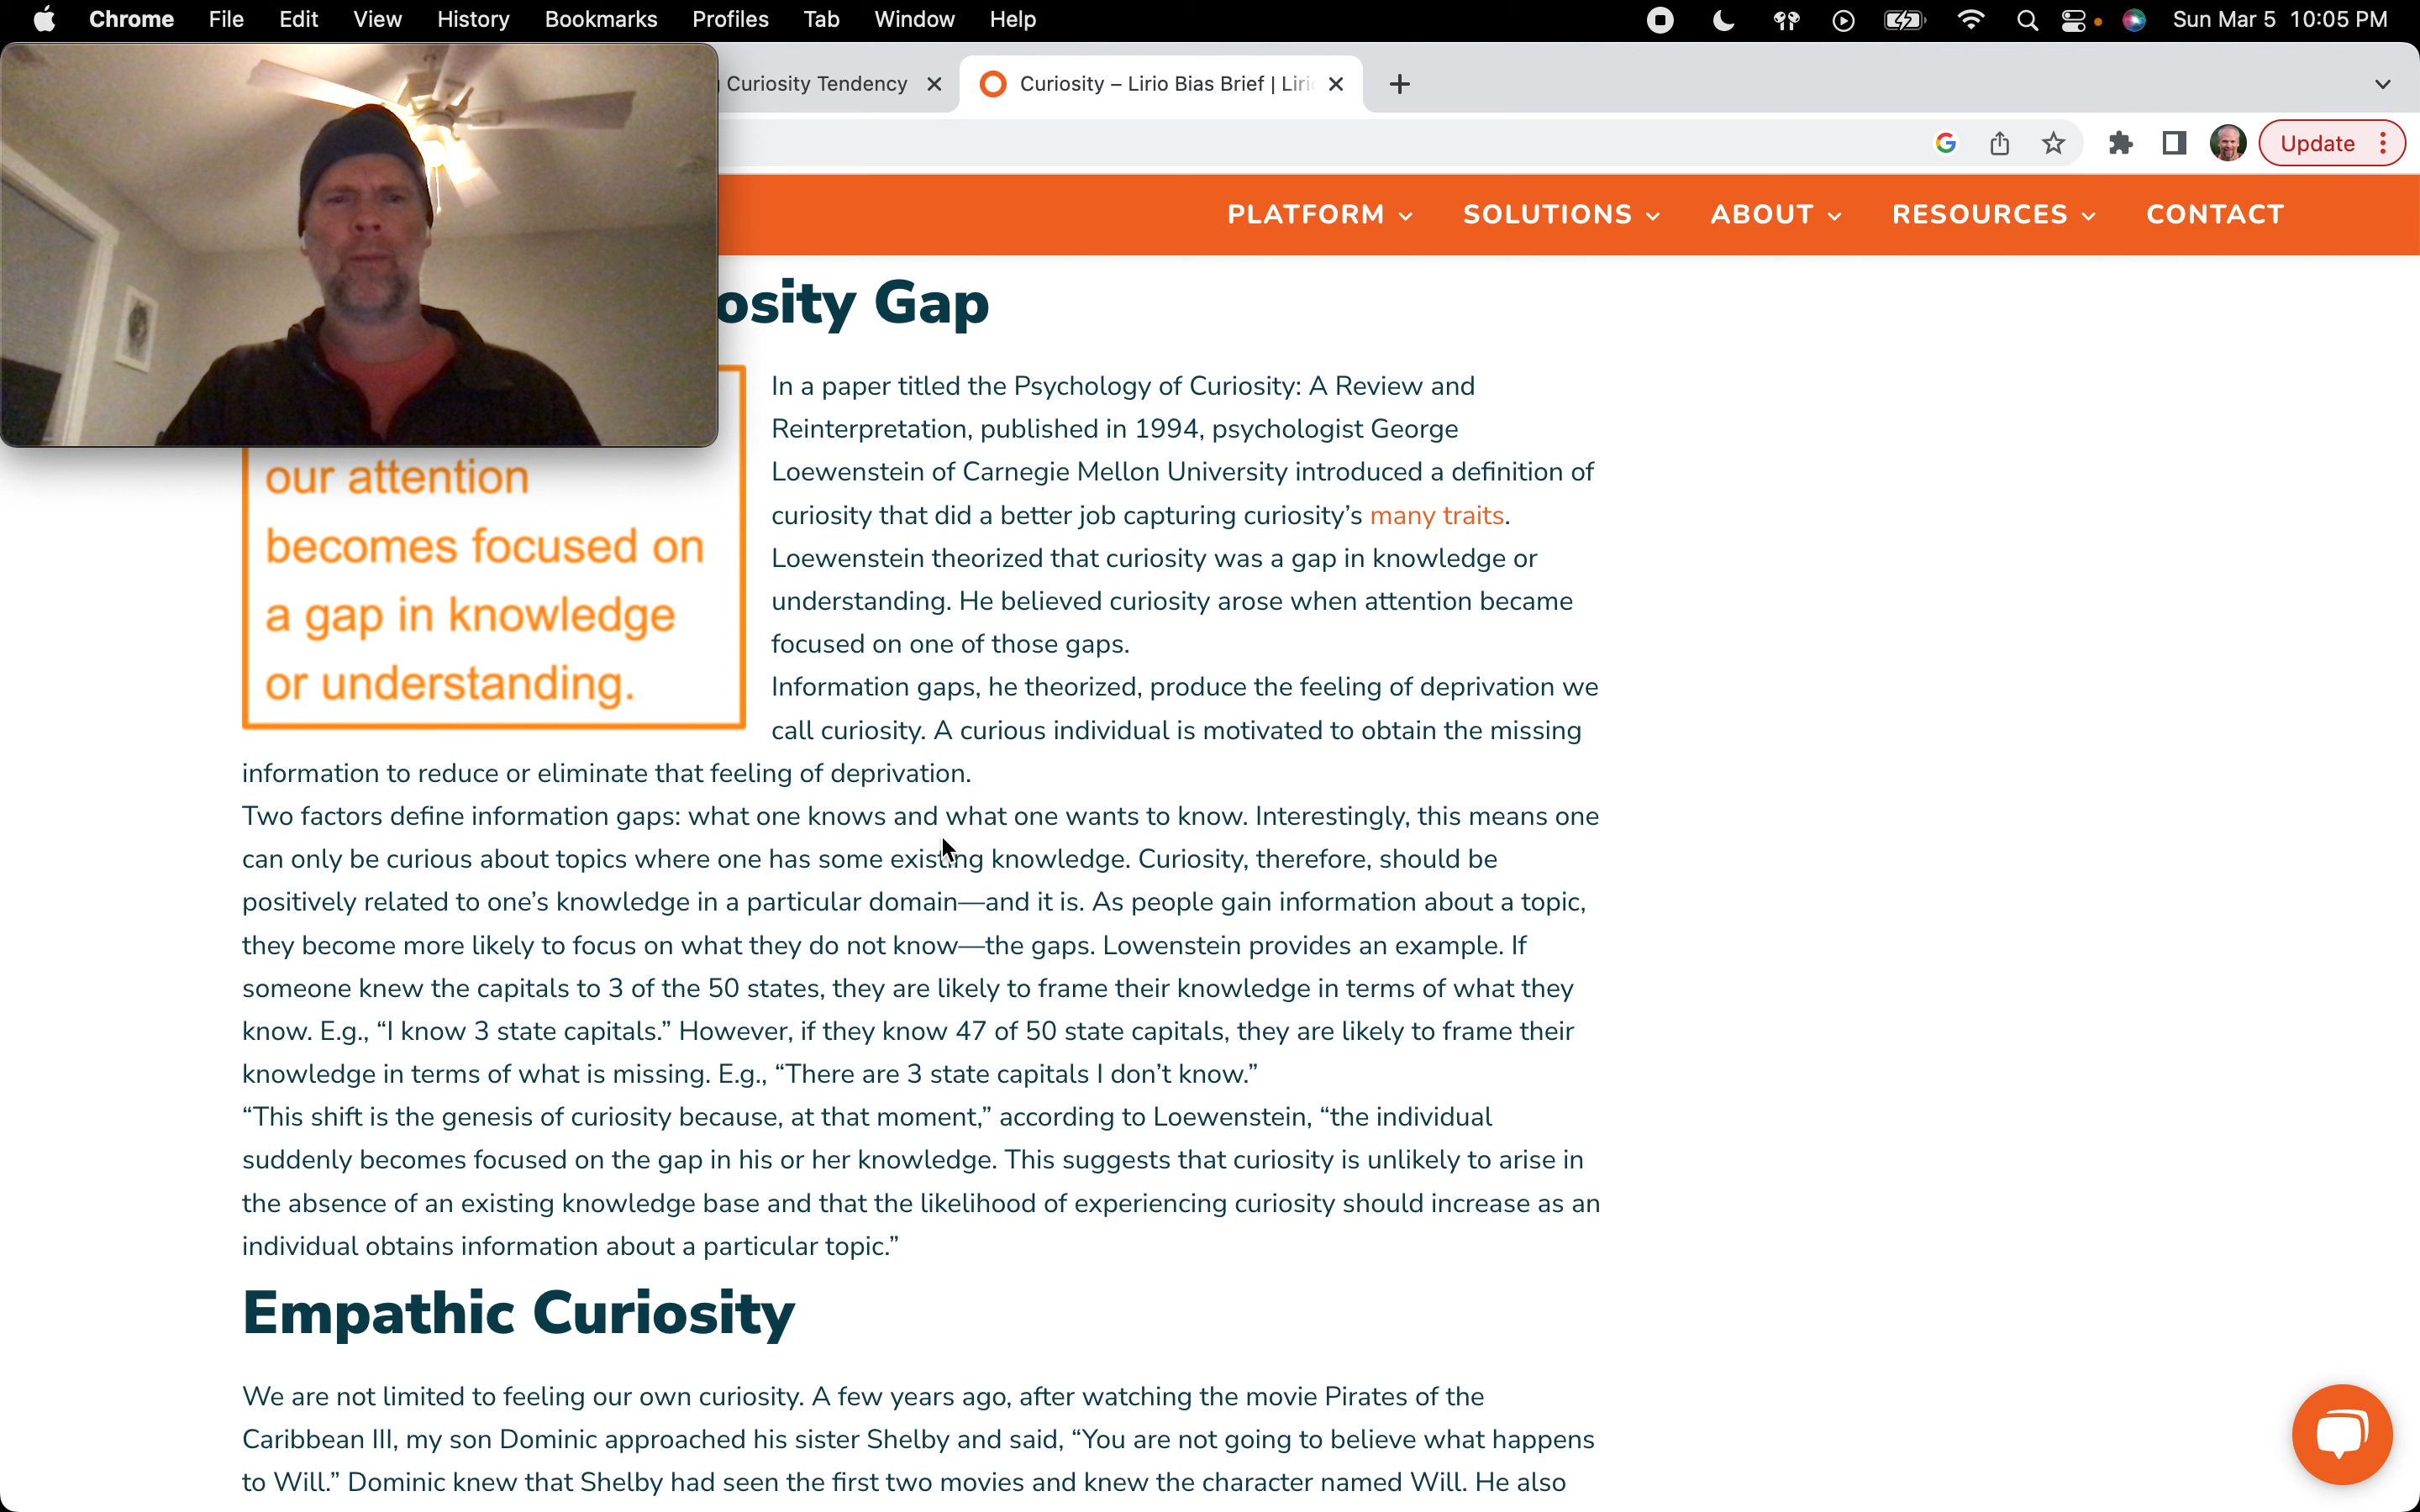 Chrome File Edit View History Bookmarks Profiles Tab Window Help Sun Mar 5 10:05 PM
Curiosity Tendency Curiosity – Lirio Bias Brief |
Update
PLATFORM SOLUTIONS ABOUT RESOURCES CONTACT
osity Gap
our attention
becomes focused on
a gap in knowledge
or understanding.
In a paper titled the Psychology of Curiosity: A Review and
Reinterpretation, published in 1994, psychologist George
Loewenstein of Carnegie Mellon University introduced a definition of
curiosity that did a better job capturing curiosity’s many traits.
Loewenstein theorized that curiosity was a gap in knowledge or
understanding. He believed curiosity arose when attention became
focused on one of those gaps.
Information gaps, he theorized, produce the feeling of deprivation we
call curiosity. A curious individual is motivated to obtain the missing
information to reduce or eliminate that feeling of deprivation.
Two factors define information gaps: what one knows and what one wants to know. Interestingly, this means one
can only be curious about topics where one has some existing knowledge. Curiosity, therefore, should be
positively related to one’s knowledge in a particular domain—and it is. As people gain information about a topic,
they become more likely to focus on what they do not know—the gaps. Lowenstein provides an example. If
someone knew the capitals to 3 of the 50 states, they are likely to frame their knowledge in terms of what they
know. E.g., “I know 3 state capitals.” However, if they know 47 of 50 state capitals, they are likely to frame their
knowledge in terms of what is missing. E.g., “There are 3 state capitals I don’t know.”
“This shift is the genesis of curiosity because, at that moment,” according to Loewenstein, “the individual
suddenly becomes focused on the gap in his or her knowledge. This suggests that curiosity is unlikely to arise in
the absence of an existing knowledge base and that the likelihood of experiencing curiosity should increase as an
individual obtains information about a particular topic.”
Empathic Curiosity
We are not limited to feeling our own curiosity. A few years ago, after watching the movie Pirates of the
Caribbean III, my son Dominic approached his sister Shelby and said, “You are not going to believe what happens
to Will.” Dominic knew that Shelby had seen the first two movies and knew the character named Will. He also